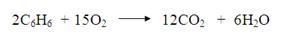 2C₆H₆ + 15O₂ ⟶ 12CO₂ + 6H₂O